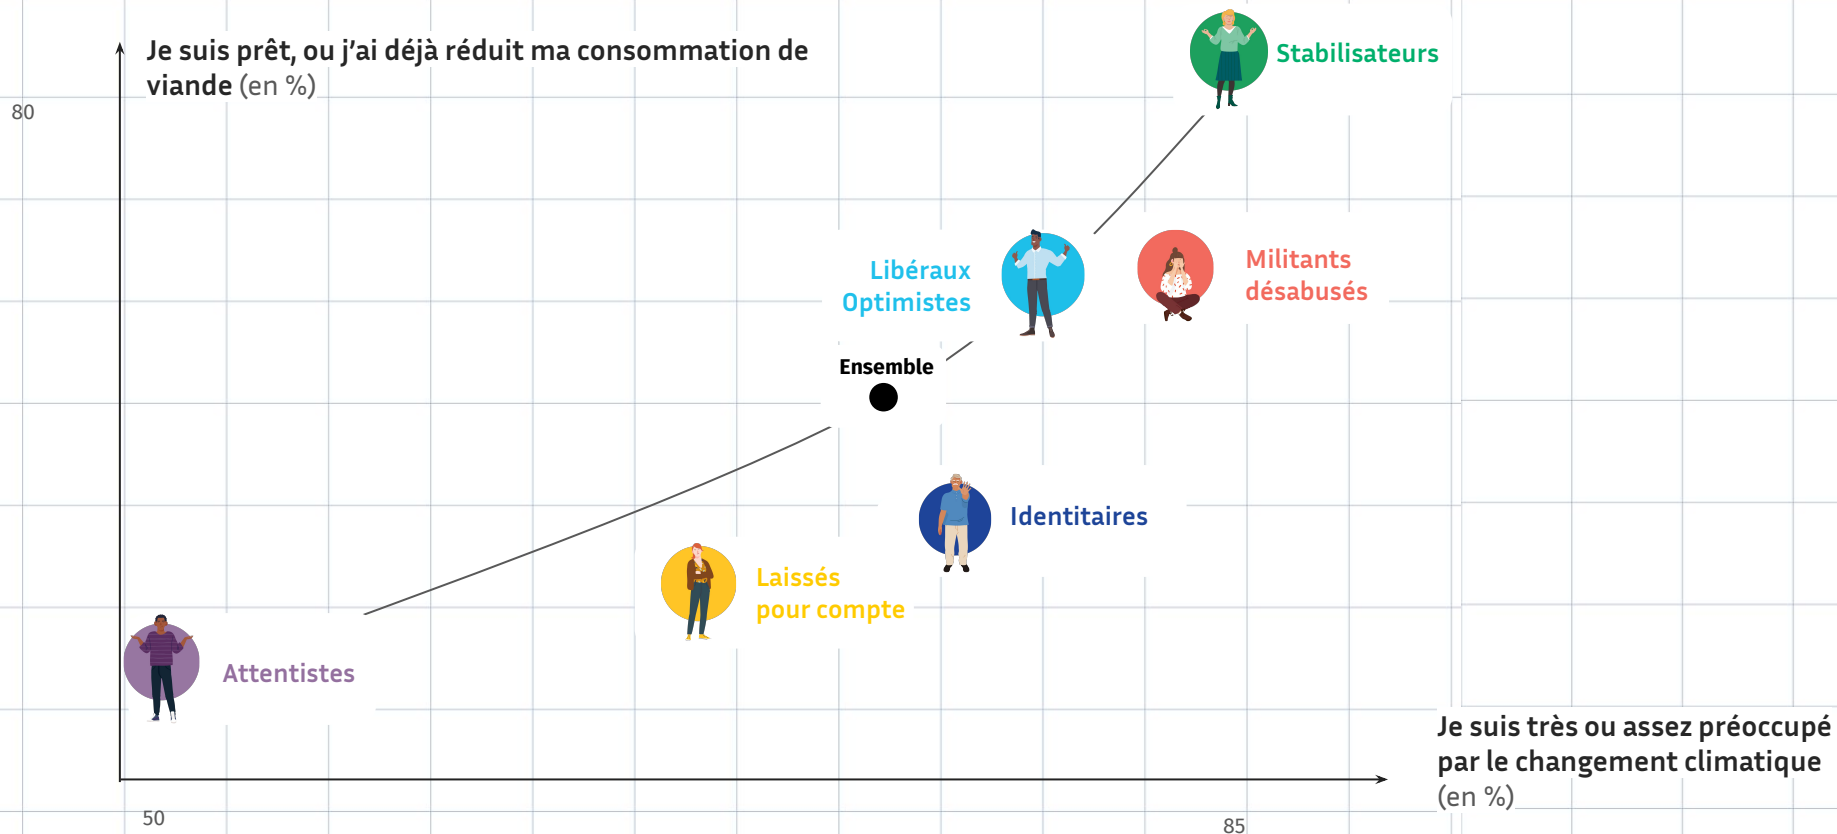 Je suis prêt, ou j’ai déjà réduit ma consommation de
viande (en %)
80
Stabilisateurs
Libéraux
Optimistes
Militants
désabusés
Ensemble
Identitaires
Laissés
pour compte
Attentistes
Je suis très ou assez préoccupé
par le changement climatique
(en %)
50
85